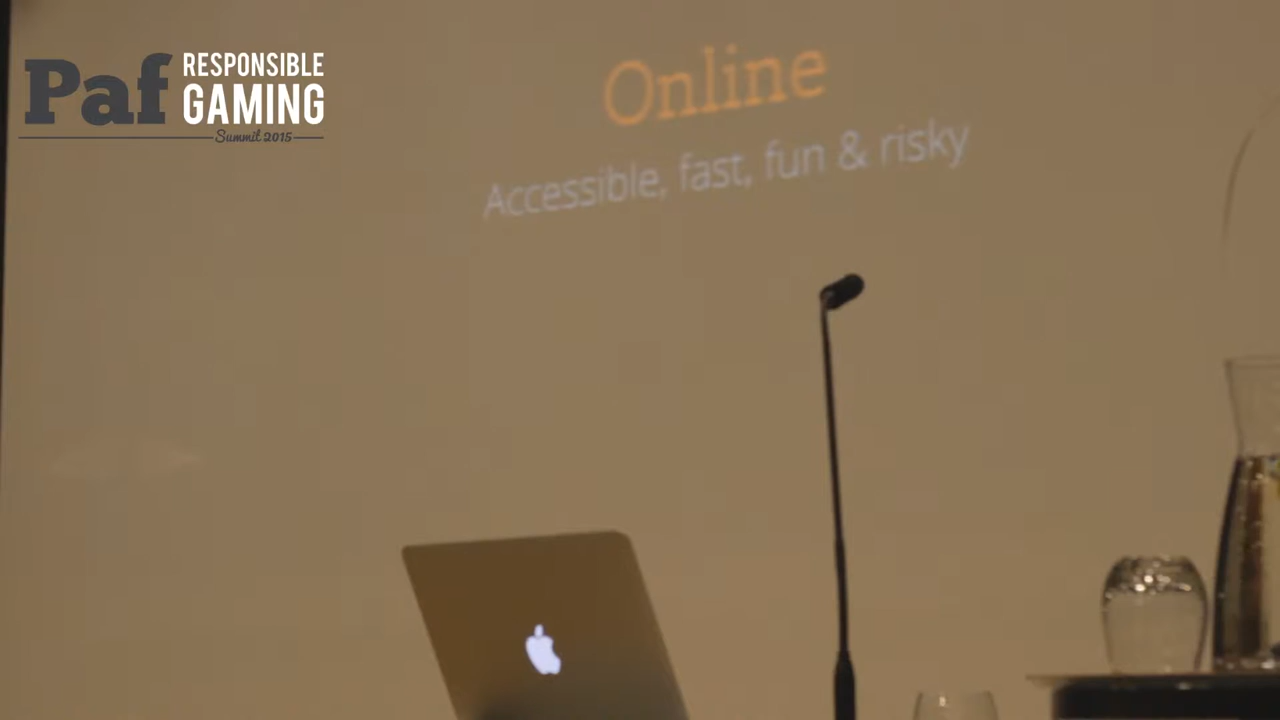 Paf RESPONSIBLE
GAMING
Summit 2015
Online
Accessible, fast, fun & risky